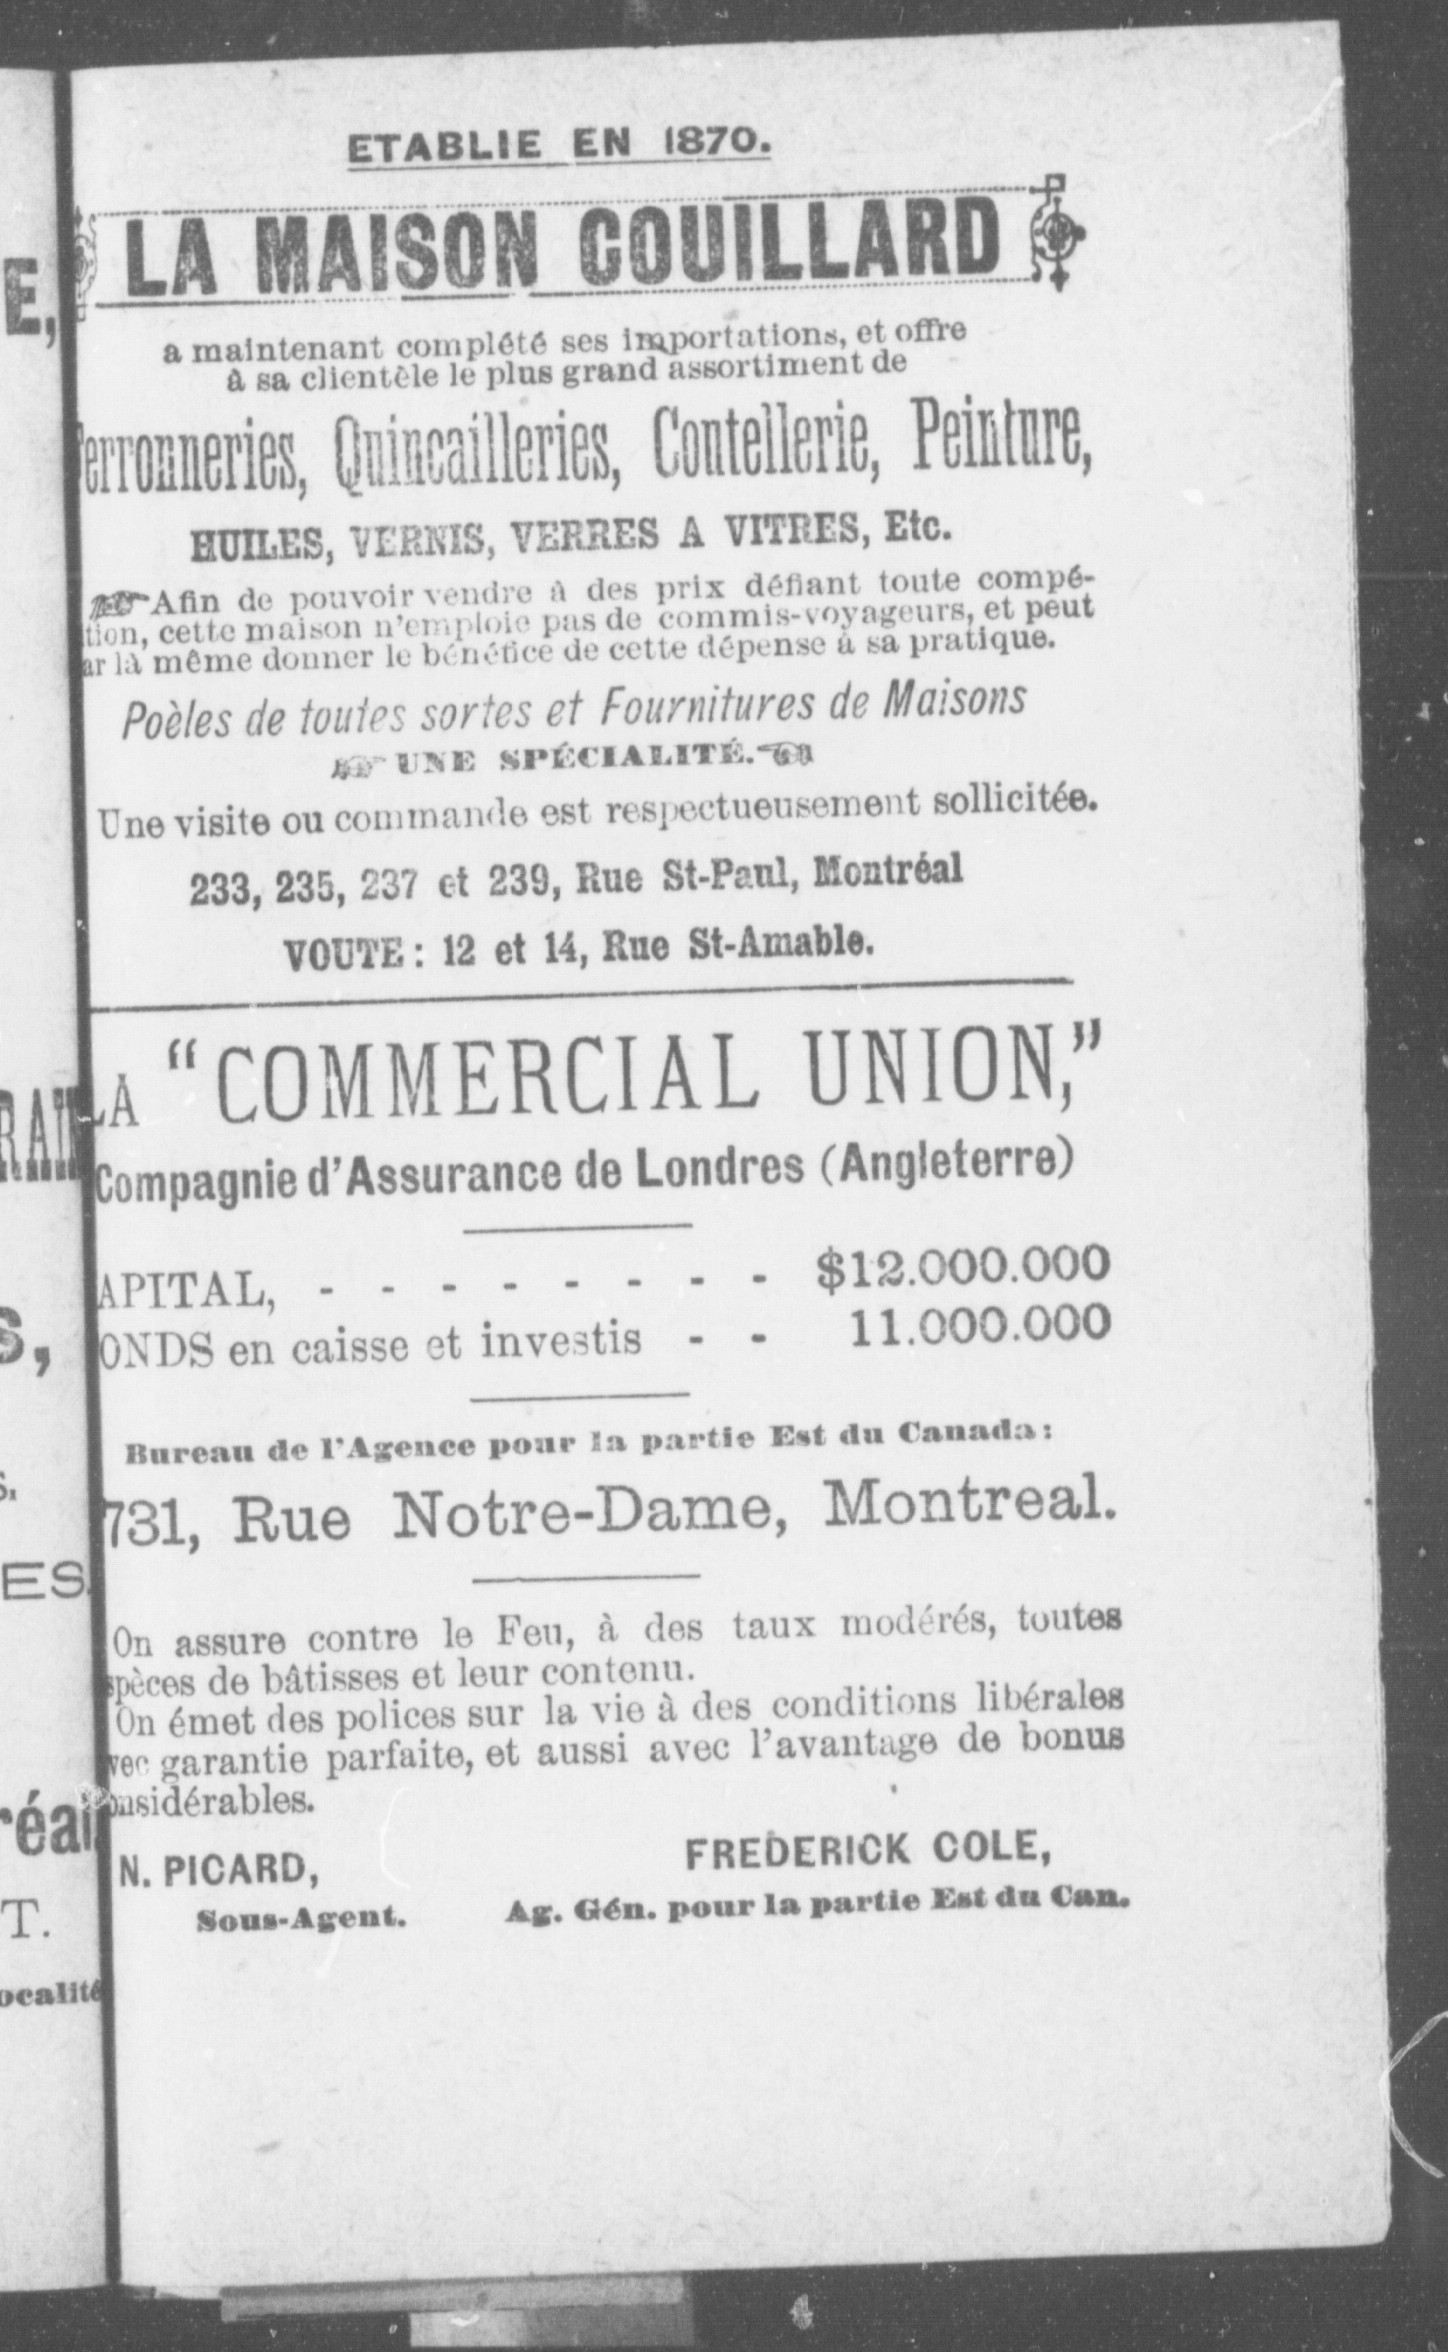 ETABLIE EN 1870.
LA MAISON COUILLARD
a maintenant complété ses importations, et offre
à sa clientèle le plus grand assortiment de
erronneries, Quincailleries, Coutellerie, Peinture,
HUILES, VERNIS, VERRES A VITRES, Etc.
Afin de pouvoir vendre à des prix défiant toute compé-
tion, cette maison n'emploie pas de commis-voyageurs, et peut
ar là même donner le bénéfice de cette dépense à sa pratique.
Poèles de toutes sortes et Fournitures de Maisons
UNE SPÉCIALITÉ.
Une visite ou commande est respectueusement sollicitée.
233, 235, 237 et 239, Rue St-Paul, Montréal
VOUTE : 12 et 14, Rue St-Amable.
LA "COMMERCIAL UNION,"
Compagnie d'Assurance de Londres (Angleterre)
APITAL, - - - - - - - - $12.000.000
ONDS en caisse et investis - - 11.000.000
Bureau de l'Agence pour la partie Est du Canada:
731, Rue Notre-Dame, Montreal.
On assure contre le Feu, à des taux modérés, toutes
spèces de bâtisses et leur contenu.
On émet des polices sur la vie à des conditions libérales
vec garantie parfaite, et aussi avec l'avantage de bonus
onsidérables.
N. PICARD,
Sous-Agent.
FREDERICK COLE,
Ag. Gén. pour la partie Est du Can.